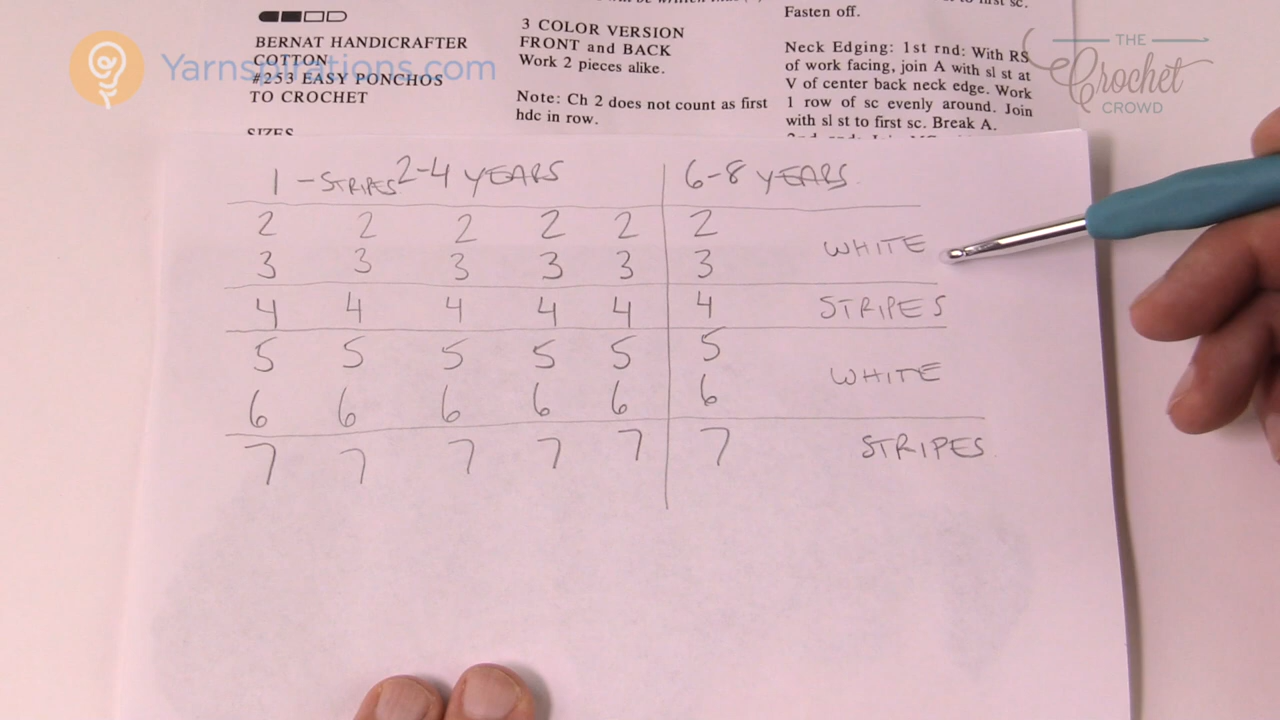 Yarnspirations.com
THE
Crochet
CROWD
BERNAT HANDICRAFTER
COTTON
#253 EASY PONCHOS
TO CROCHET
SIZES
3 COLOR VERSION
FRONT and BACK
Work 2 pieces alike.
Note: Ch 2 does not count as first
hdc in row.
Fasten off.
Neck Edging: 1st rnd: With RS
of work facing, join A with sl st at
V of center back neck edge. Work
1 row of sc evenly around. Join
with sl st to first sc. Break A.
1 - STRIPES 2-4 YEARS 6-8 YEARS
2 2 2 2 2 2
WHITE
3 3 3 3 3 3
4 4 4 4 4 4 STRIPES
5 5 5 5 5 5
WHITE
6 6 6 6 6 6
7 7 7 7 7 7 STRIPES